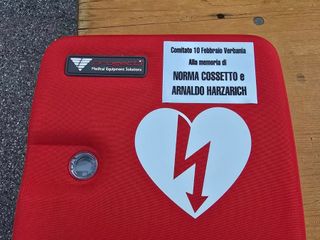 Medical Equipment Solutions
Comitato 10 Febbraio Verbania
Alla memoria di
NORMA COSSETTO e
ARNALDO HARZARICH